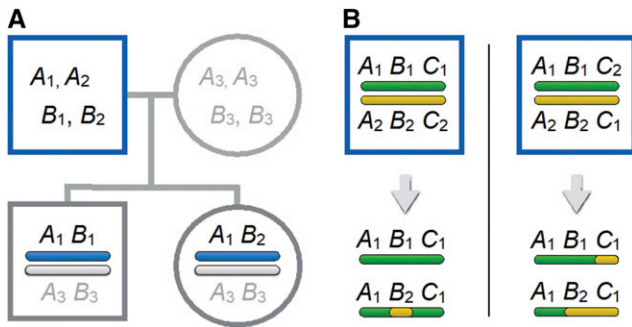 A
A₁, A₂
B₁, B₂
A₃, A₃
B₃, B₃
A₁ B₁
A₃ B₃
A₁ B₂
A₃ B₃
B
A₁ B₁ C₁
A₂ B₂ C₂
A₁ B₁ C₁
A₁ B₂ C₁
A₁ B₁ C₂
A₂ B₂ C₁
A₁ B₁ C₁
A₁ B₂ C₁